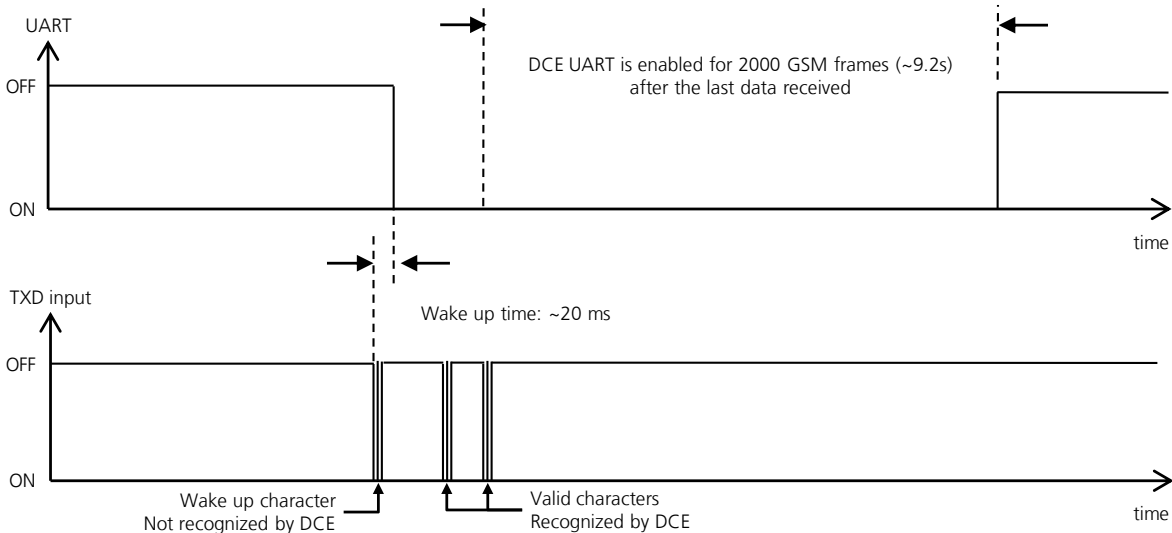 UART
DCE UART is enabled for 2000 GSM frames (~9.2s)
after the last data received
OFF
ON
time
TXD input
Wake up time: ~20 ms
OFF
ON
Wake up character
Not recognized by DCE
Valid characters
Recognized by DCE
time